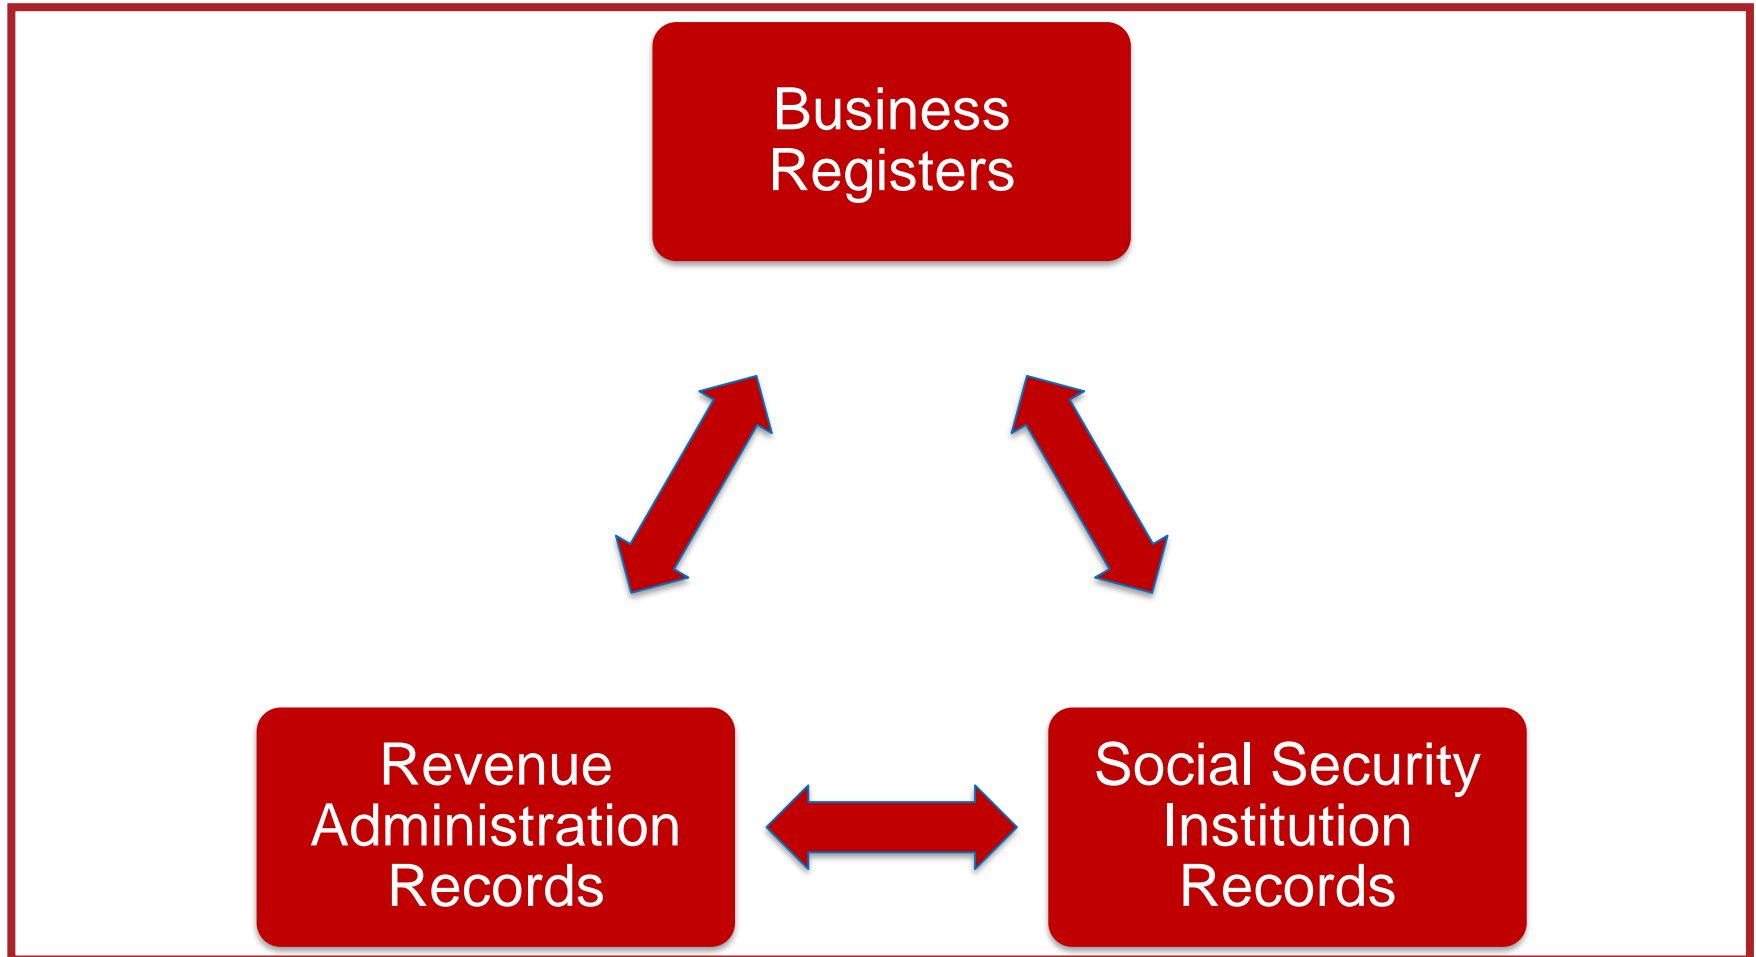 Business
Registers
Revenue
Administration
Records
Social Security
Institution
Records